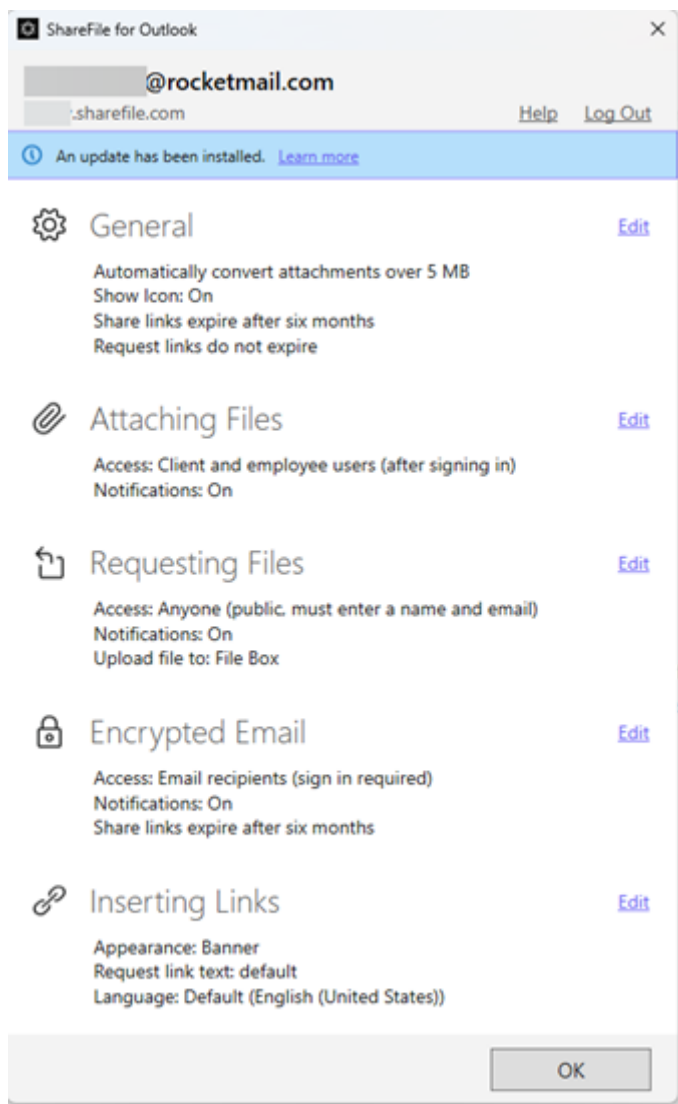 ShareFile for Outlook
@rocketmail.com
.sharefile.com
Help Log Out
An update has been installed. Learn more
General Edit
Automatically convert attachments over 5 MB
Show Icon: On
Share links expire after six months
Request links do not expire
Attaching Files Edit
Access: Client and employee users (after signing in)
Notifications: On
Requesting Files Edit
Access: Anyone (public, must enter a name and email)
Notifications: On
Upload file to: File Box
Encrypted Email Edit
Access: Email recipients (sign in required)
Notifications: On
Share links expire after six months
Inserting Links Edit
Appearance: Banner
Request link text: default
Language: Default (English (United States))
OK